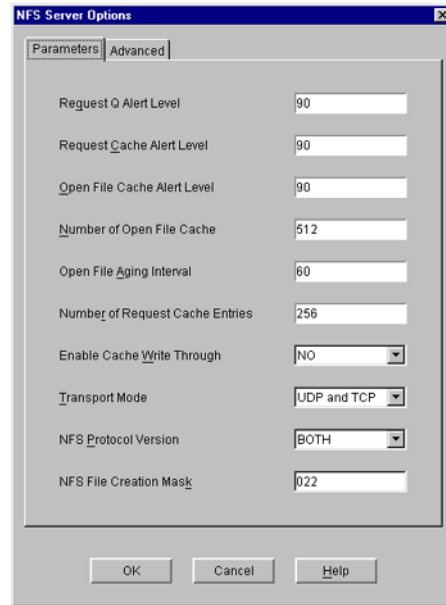 NFS Server Options
Parameters Advanced
Request Q Alert Level 90
Request Cache Alert Level 90
Open File Cache Alert Level 90
Number of Open File Cache 512
Open File Aging Interval 60
Number of Request Cache Entries 256
Enable Cache Write Through NO
Transport Mode UDP and TCP
NFS Protocol Version BOTH
NFS File Creation Mask 022
OK Cancel Help